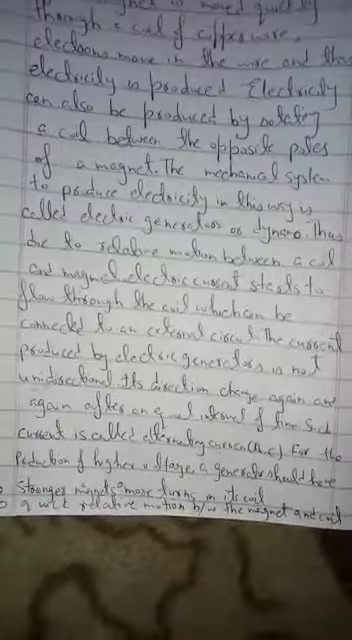 magnet is moved quickly
through a coil of copper wire,
electrons move in the wire and thus
electricity is produced Electricity
can also be produced by rotating
a coil between the opposite poles
of a magnet. The mechanical system
to produce electricity in this way is
called electric generator or dynamo. Thus
due to relative motion between a coil
and magnet electric current starts to
flow through the coil which can be
connected to an external circuit. The current
produced by electric generators is not
unidirectional. Its direction change again and
again after an equal interval of time. Such
current is called alternating current (A.C). For the
Production of higher voltage, a generator should have
stronger magnets more turns in its coil
relative motion b/w the magnet and coil